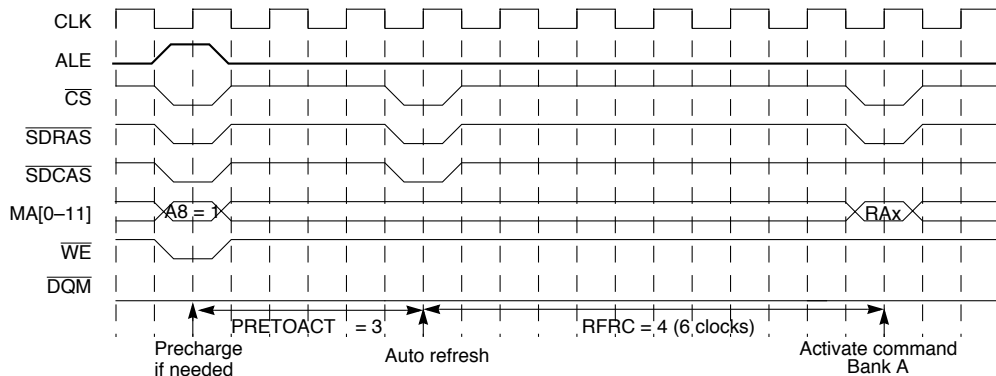 CLK
ALE
CS
SDRAS
SDCAS
MA[0–11]
A8 = 1
RAx
WE
DQM
PRETOACT = 3
RFRC = 4 (6 clocks)
Precharge
if needed
Auto refresh
Activate command
Bank A